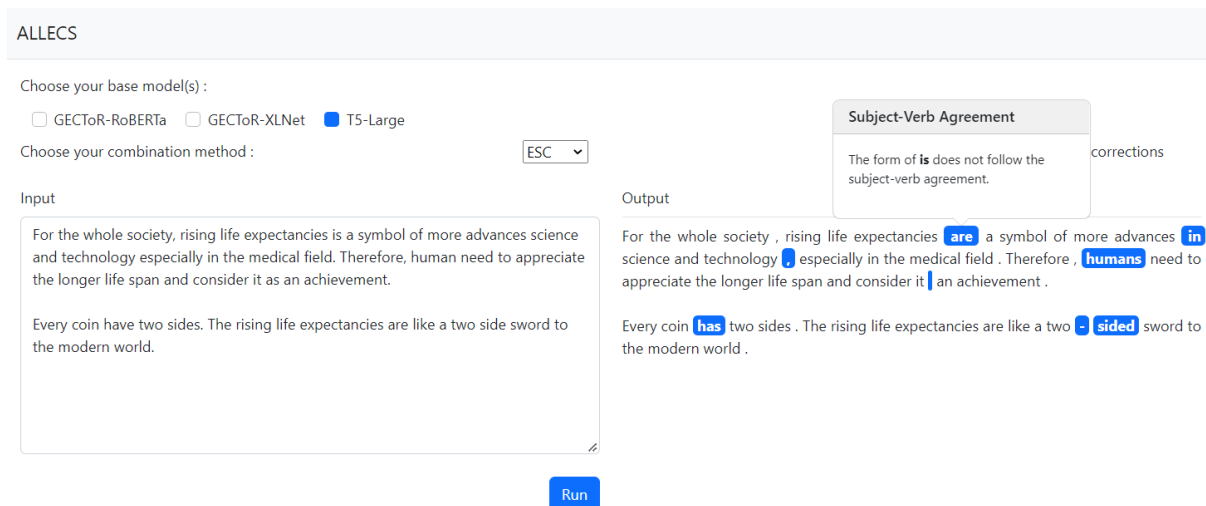 ALLECS
Choose your base model(s) :
GECToR-RoBERTa GECToR-XLNet T5-Large
Choose your combination method : ESC corrections
Subject-Verb Agreement
The form of is does not follow the
subject-verb agreement.
Input
For the whole society, rising life expectancies is a symbol of more advances science
and technology especially in the medical field. Therefore, human need to appreciate
the longer life span and consider it as an achievement.
Every coin have two sides. The rising life expectancies are like a two side sword to
the modern world.
Run
Output
For the whole society , rising life expectancies are a symbol of more advances in
science and technology , especially in the medical field . Therefore , humans need to
appreciate the longer life span and consider it an achievement .
Every coin has two sides . The rising life expectancies are like a two - sided sword to
the modern world .